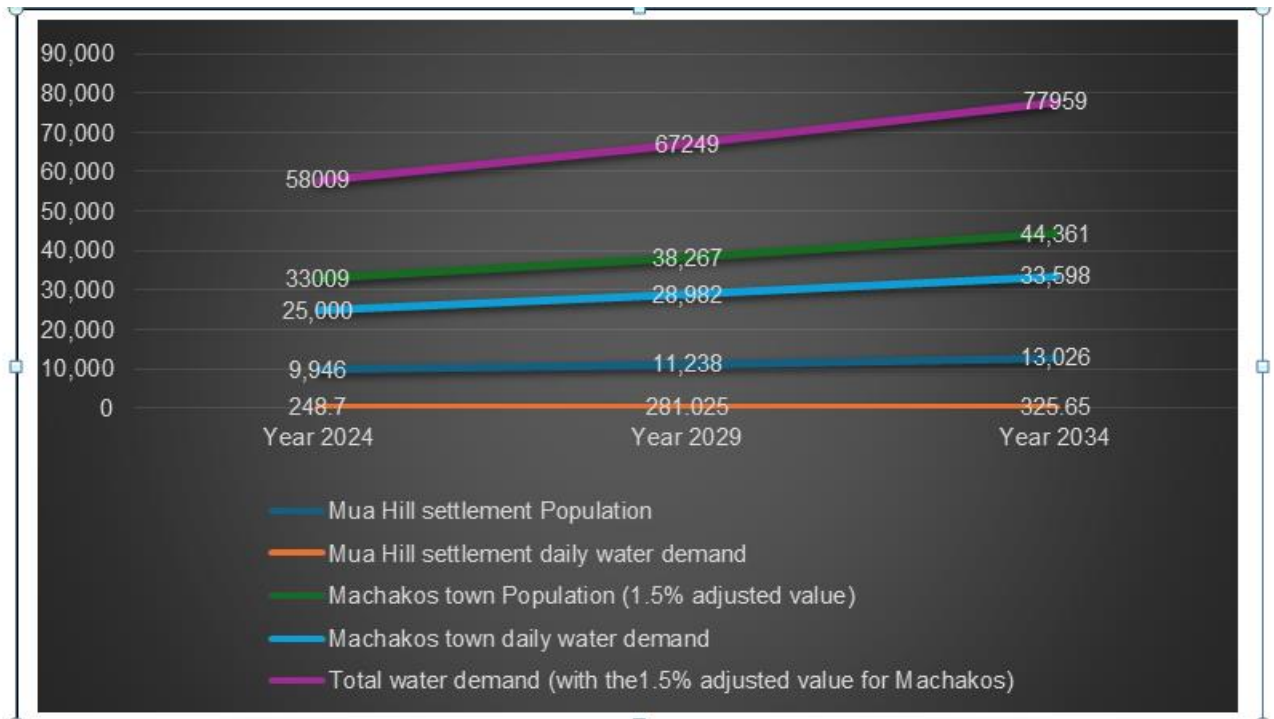 90,000
80,000
70,000
60,000
50,000
40,000
30,000
20,000
10,000
0
58009 67249 77959
33009 38,267 44,361
25,000 28,982 33,598
9,946 11,238 13,026
248.7 281.025 325.65
Year 2024 Year 2029 Year 2034
Mua Hill settlement Population
Mua Hill settlement daily water demand
Machakos town Population (1.5% adjusted value)
Machakos town daily water demand
Total water demand (with the1.5% adjusted value for Machakos)